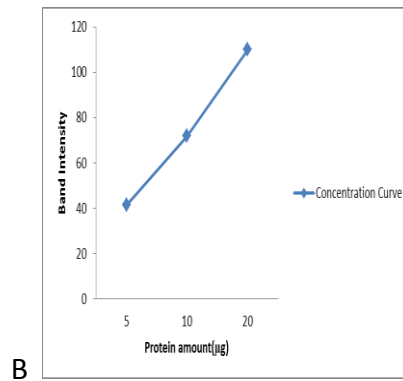 120
100
80
60
40
20
0
Band Intensity
5 10 20
Protein amount(µg)
Concentration Curve
B